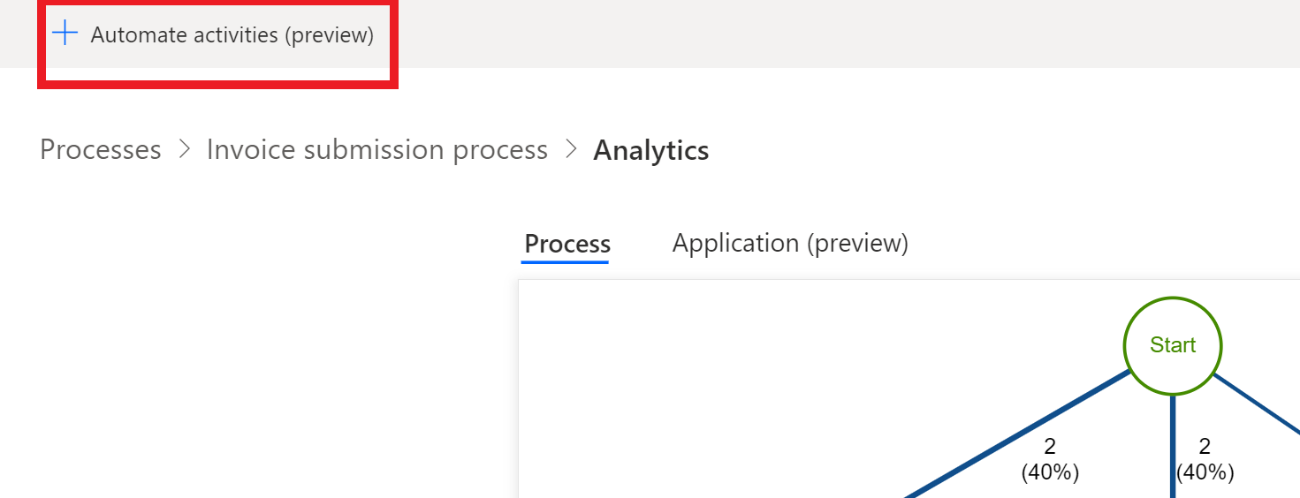 Automate activities (preview)
Processes > Invoice submission process > Analytics
Process Application (preview)
Start
2 2
(40%) (40%)